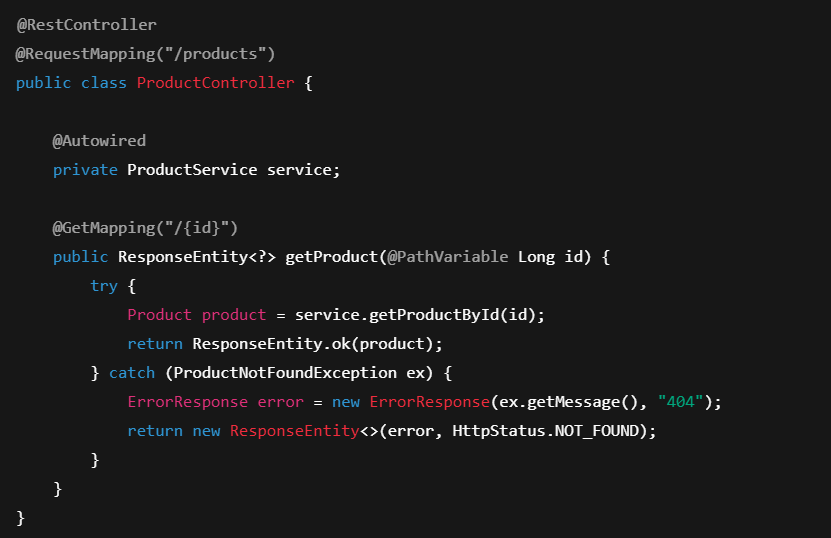 @RestController
@RequestMapping("/products")
public class ProductController {
@Autowired
private ProductService service;
@GetMapping("/{id}")
public ResponseEntity<?> getProduct(@PathVariable Long id) {
try {
Product product = service.getProductById(id);
return ResponseEntity.ok(product);
} catch (ProductNotFoundException ex) {
ErrorResponse error = new ErrorResponse(ex.getMessage(), "404");
return new ResponseEntity<>(error, HttpStatus.NOT_FOUND);
}
}
}